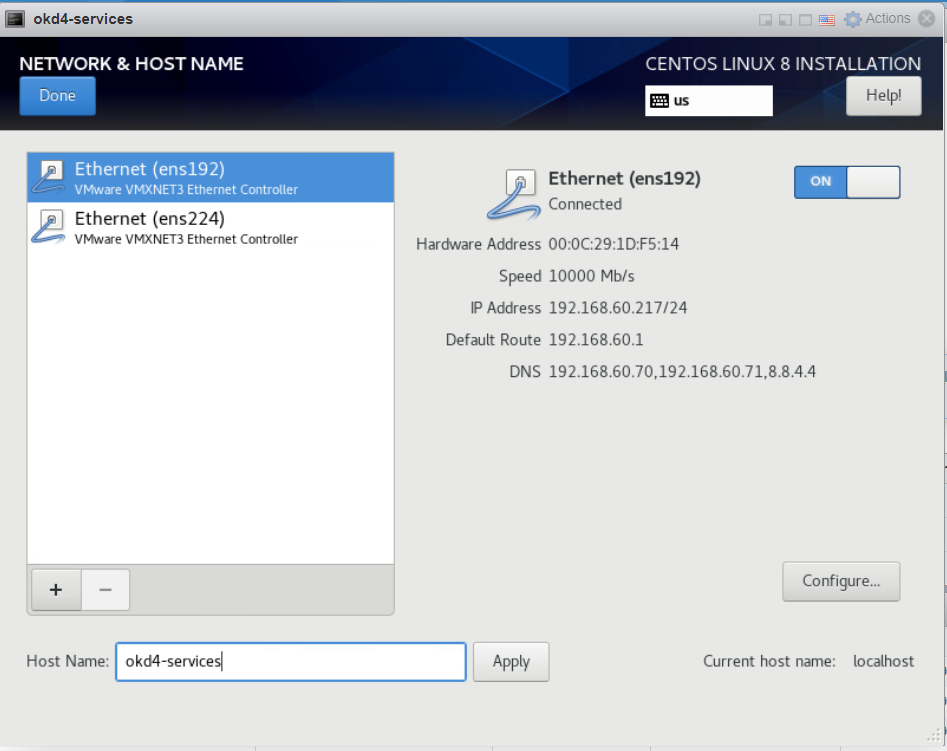 okd4-services
Actions
NETWORK & HOST NAME
CENTOS LINUX 8 INSTALLATION
Done
us
Help!
Ethernet (ens192)
VMware VMXNET3 Ethernet Controller
Ethernet (ens224)
VMware VMXNET3 Ethernet Controller
Ethernet (ens192)
Connected
ON
Hardware Address 00:0C:29:1D:F5:14
Speed 10000 Mb/s
IP Address 192.168.60.217/24
Default Route 192.168.60.1
DNS 192.168.60.70,192.168.60.71,8.8.4.4
+ −
Configure...
Host Name: okd4-services Apply Current host name: localhost